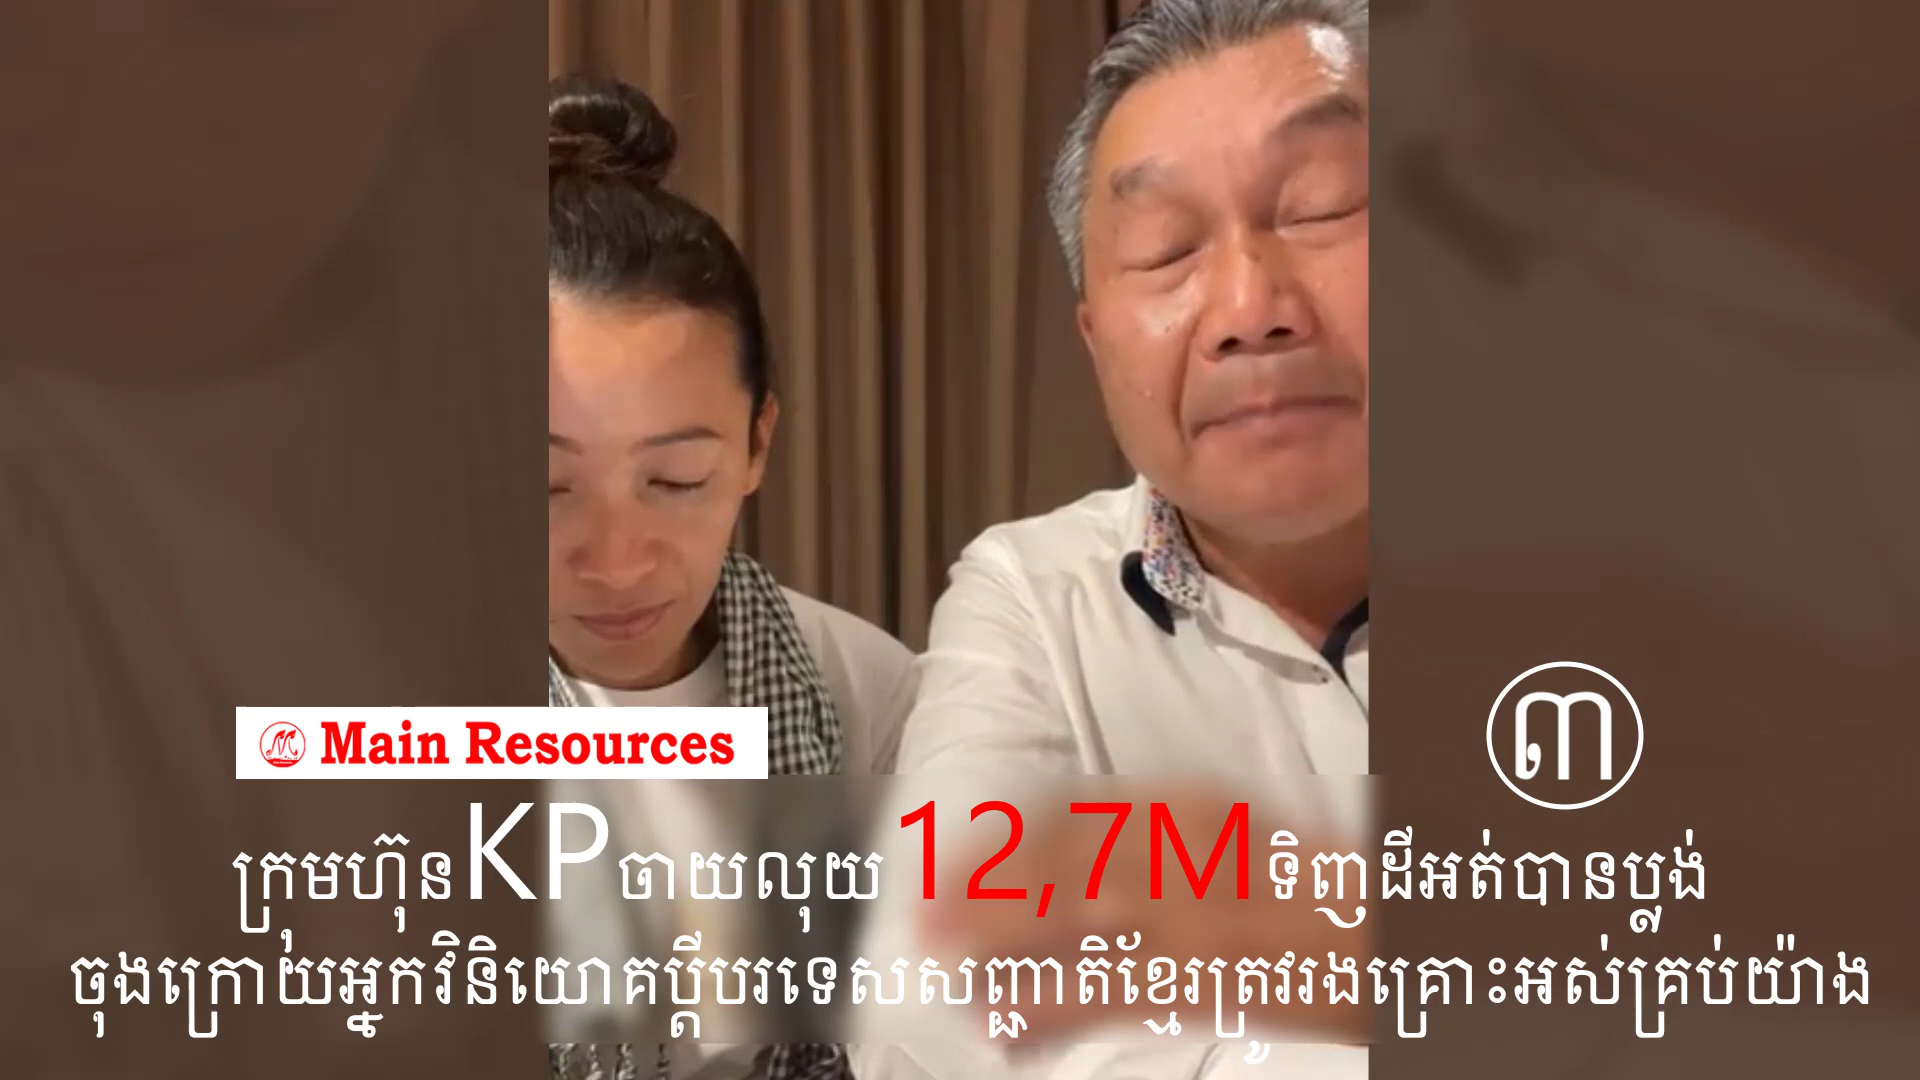 Main Resources
៣
ក្រុមហ៊ុនKPចាយលុយ12,7Mទិញដីអត់បានប្លង់
ចុងក្រោយអ្នកវិនិយោគប្ដីបរទេសសញ្ជាតិខ្មែរត្រូវរងគ្រោះអស់គ្រប់យ៉ាង